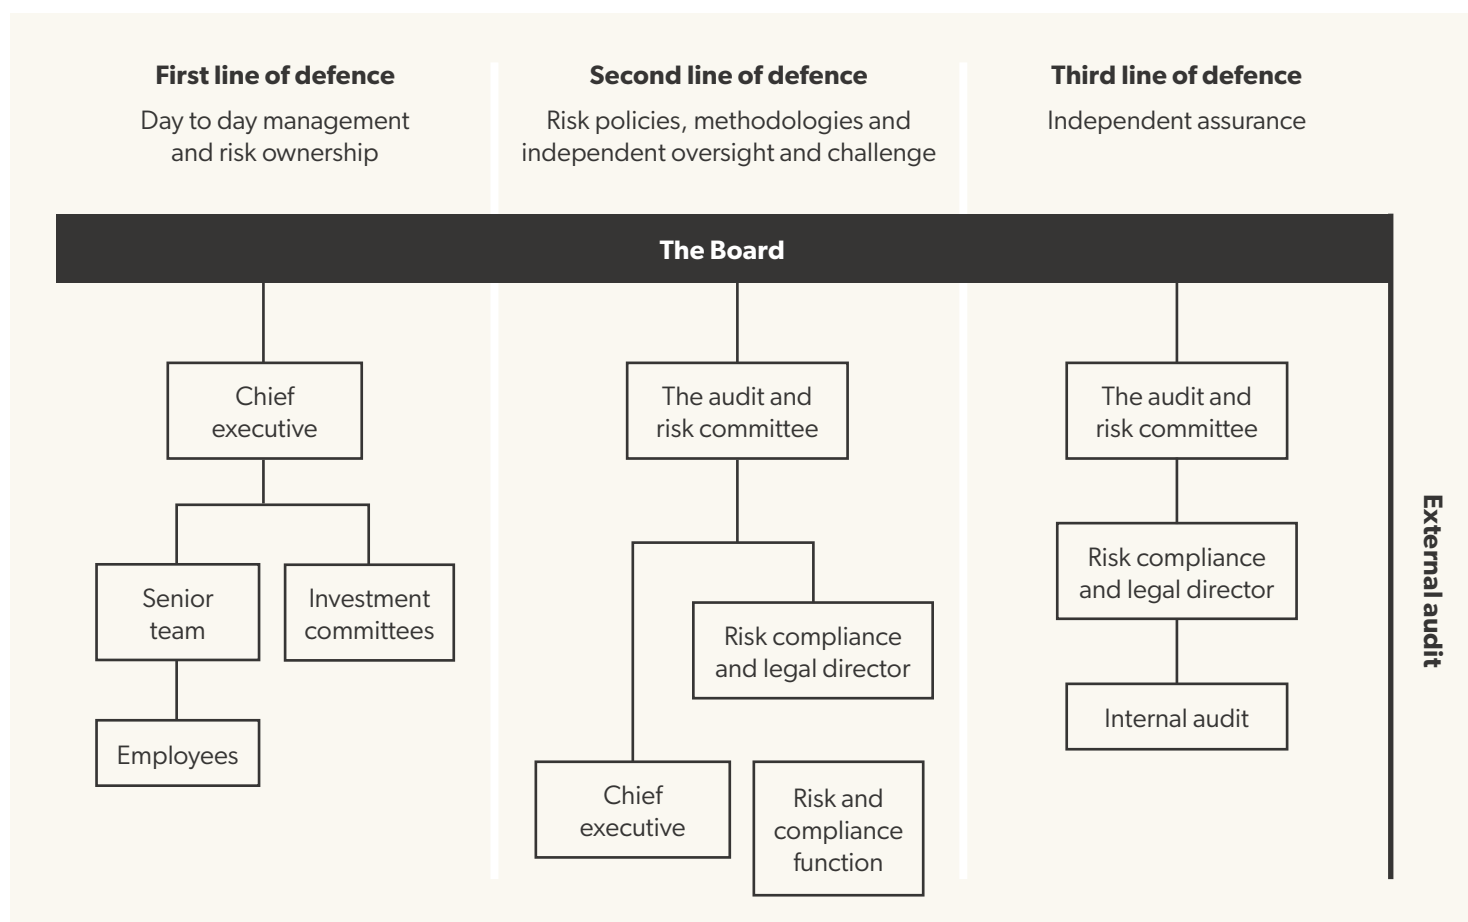 First line of defence
Day to day management
and risk ownership
Second line of defence
Risk policies, methodologies and
independent oversight and challenge
Third line of defence
Independent assurance
The Board
Chief
executive
Senior
team
Investment
committees
Employees
The audit and
risk committee
Risk compliance
and legal director
Chief
executive
Risk and
compliance
function
The audit and
risk committee
Risk compliance
and legal director
Internal audit
External audit